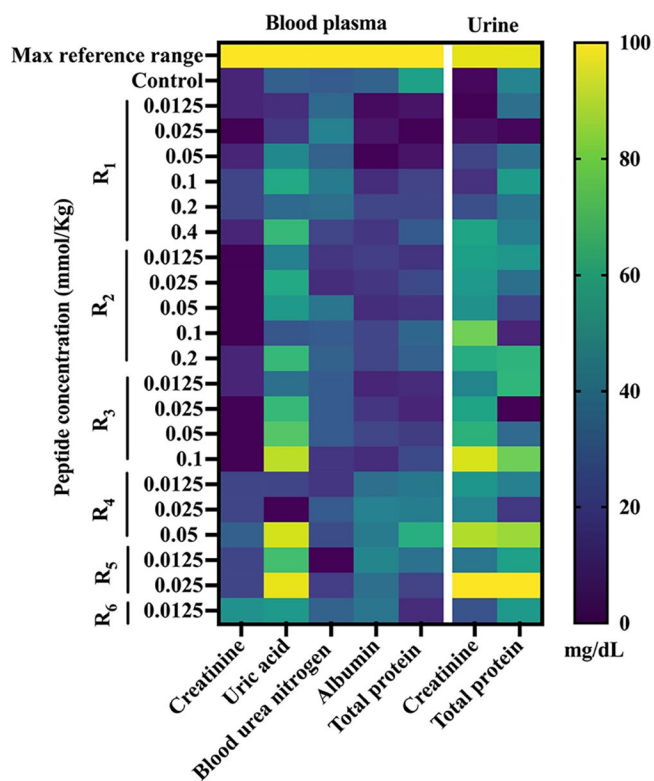 Blood plasma Urine
Max reference range
Control
0.0125
0.025
0.05
0.1
0.2
0.4
0.0125
0.025
0.05
0.1
0.2
0.0125
0.025
0.05
0.1
0.0125
0.025
0.05
0.0125
0.025
0.0125
R1
R2
R3
R4
R5
R6
Peptide concentration (mmol/Kg)
Creatinine
Uric acid
Blood urea nitrogen
Albumin
Total protein
Creatinine
Total protein
100
80
60
40
20
0
mg/dL